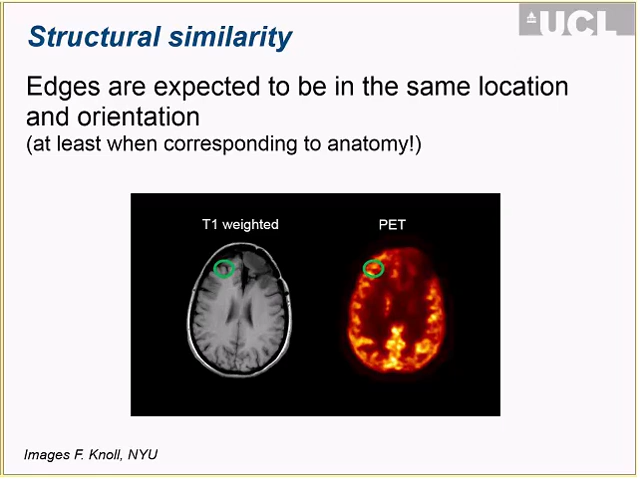 Structural similarity
UCL
Edges are expected to be in the same location
and orientation
(at least when corresponding to anatomy!)
T1 weighted
PET
Images F. Knoll, NYU